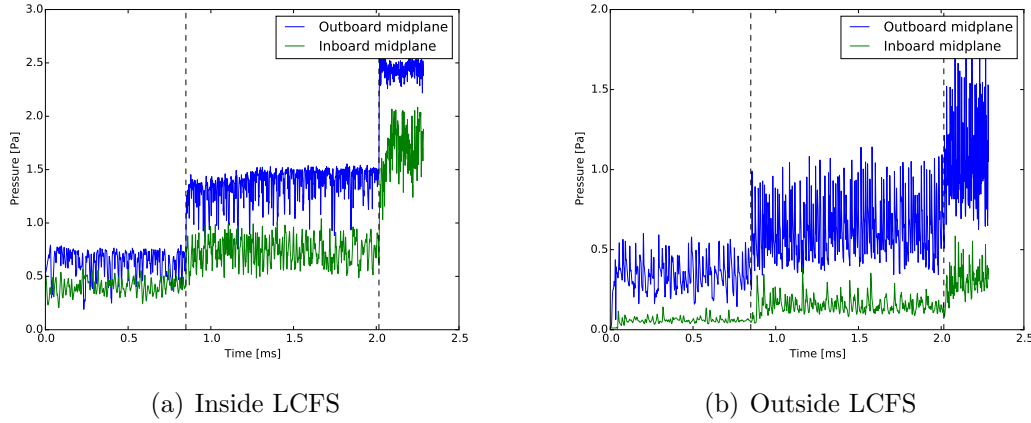 3.0
2.5
2.0
1.5
1.0
0.5
0.0
Pressure [Pa]
Outboard midplane
Inboard midplane
0.0 0.5 1.0 1.5 2.0 2.5
Time [ms]
(a) Inside LCFS
2.0
1.5
1.0
0.5
0.0
Pressure [Pa]
Outboard midplane
Inboard midplane
0.0 0.5 1.0 1.5 2.0 2.5
Time [ms]
(b) Outside LCFS